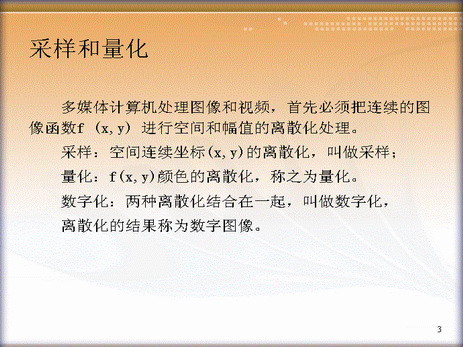 采样和量化
多媒体计算机处理图像和视频，首先必须把连续的图
像函数f (x,y) 进行空间和幅值的离散化处理。
采样：空间连续坐标(x,y)的离散化，叫做采样；
量化：f(x,y)颜色的离散化，称之为量化。
数字化：两种离散化结合在一起，叫做数字化，
离散化的结果称为数字图像。
3